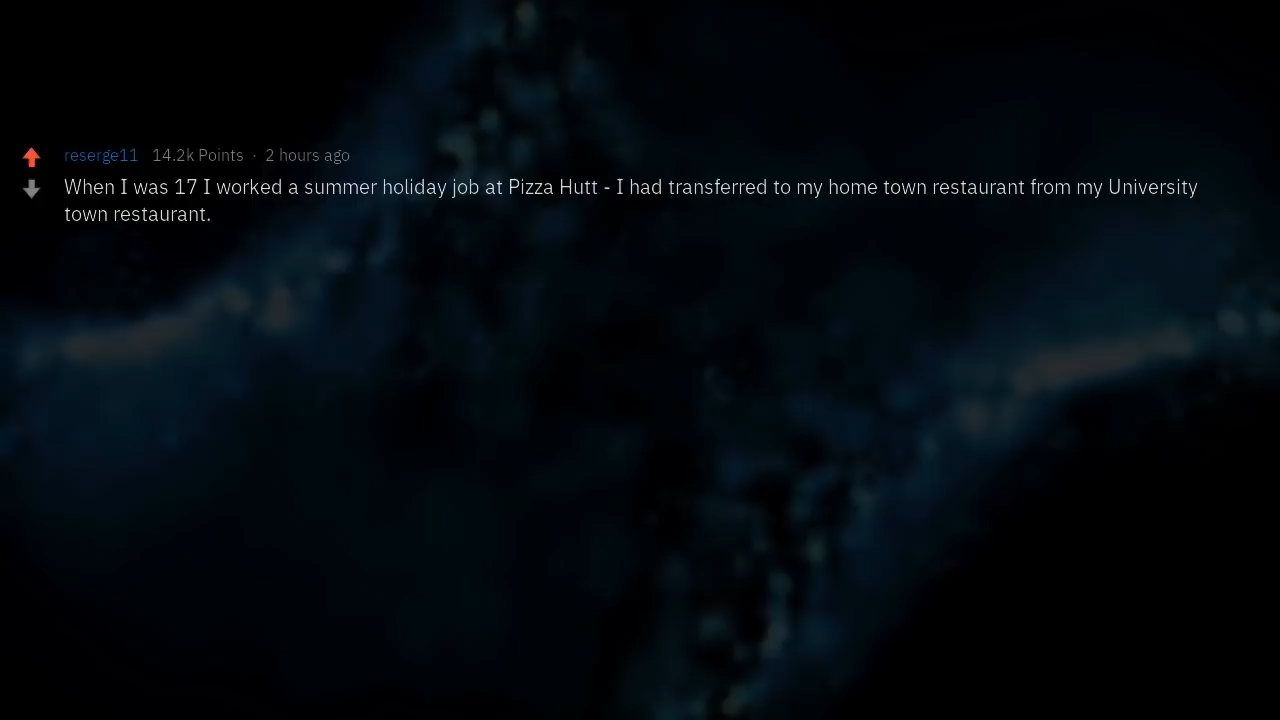 reserge11 14.2k Points · 2 hours ago
When I was 17 I worked a summer holiday job at Pizza Hutt - I had transferred to my home town restaurant from my University
town restaurant.